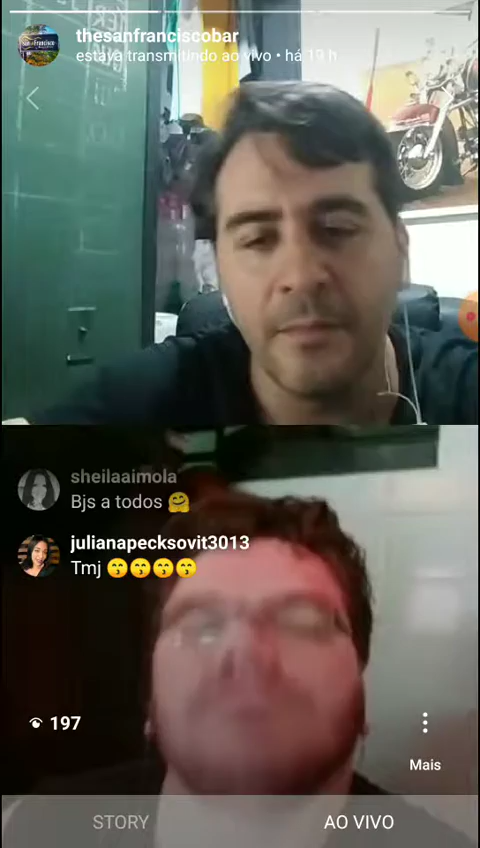 thesanfranciscobar
estava transmitindo ao vivo • há 19 h
sheilaaimola
Bjs a todos 🤗
julianapecksovit3013
Tmj 😙😙😙😙
197
Mais
STORY
AO VIVO